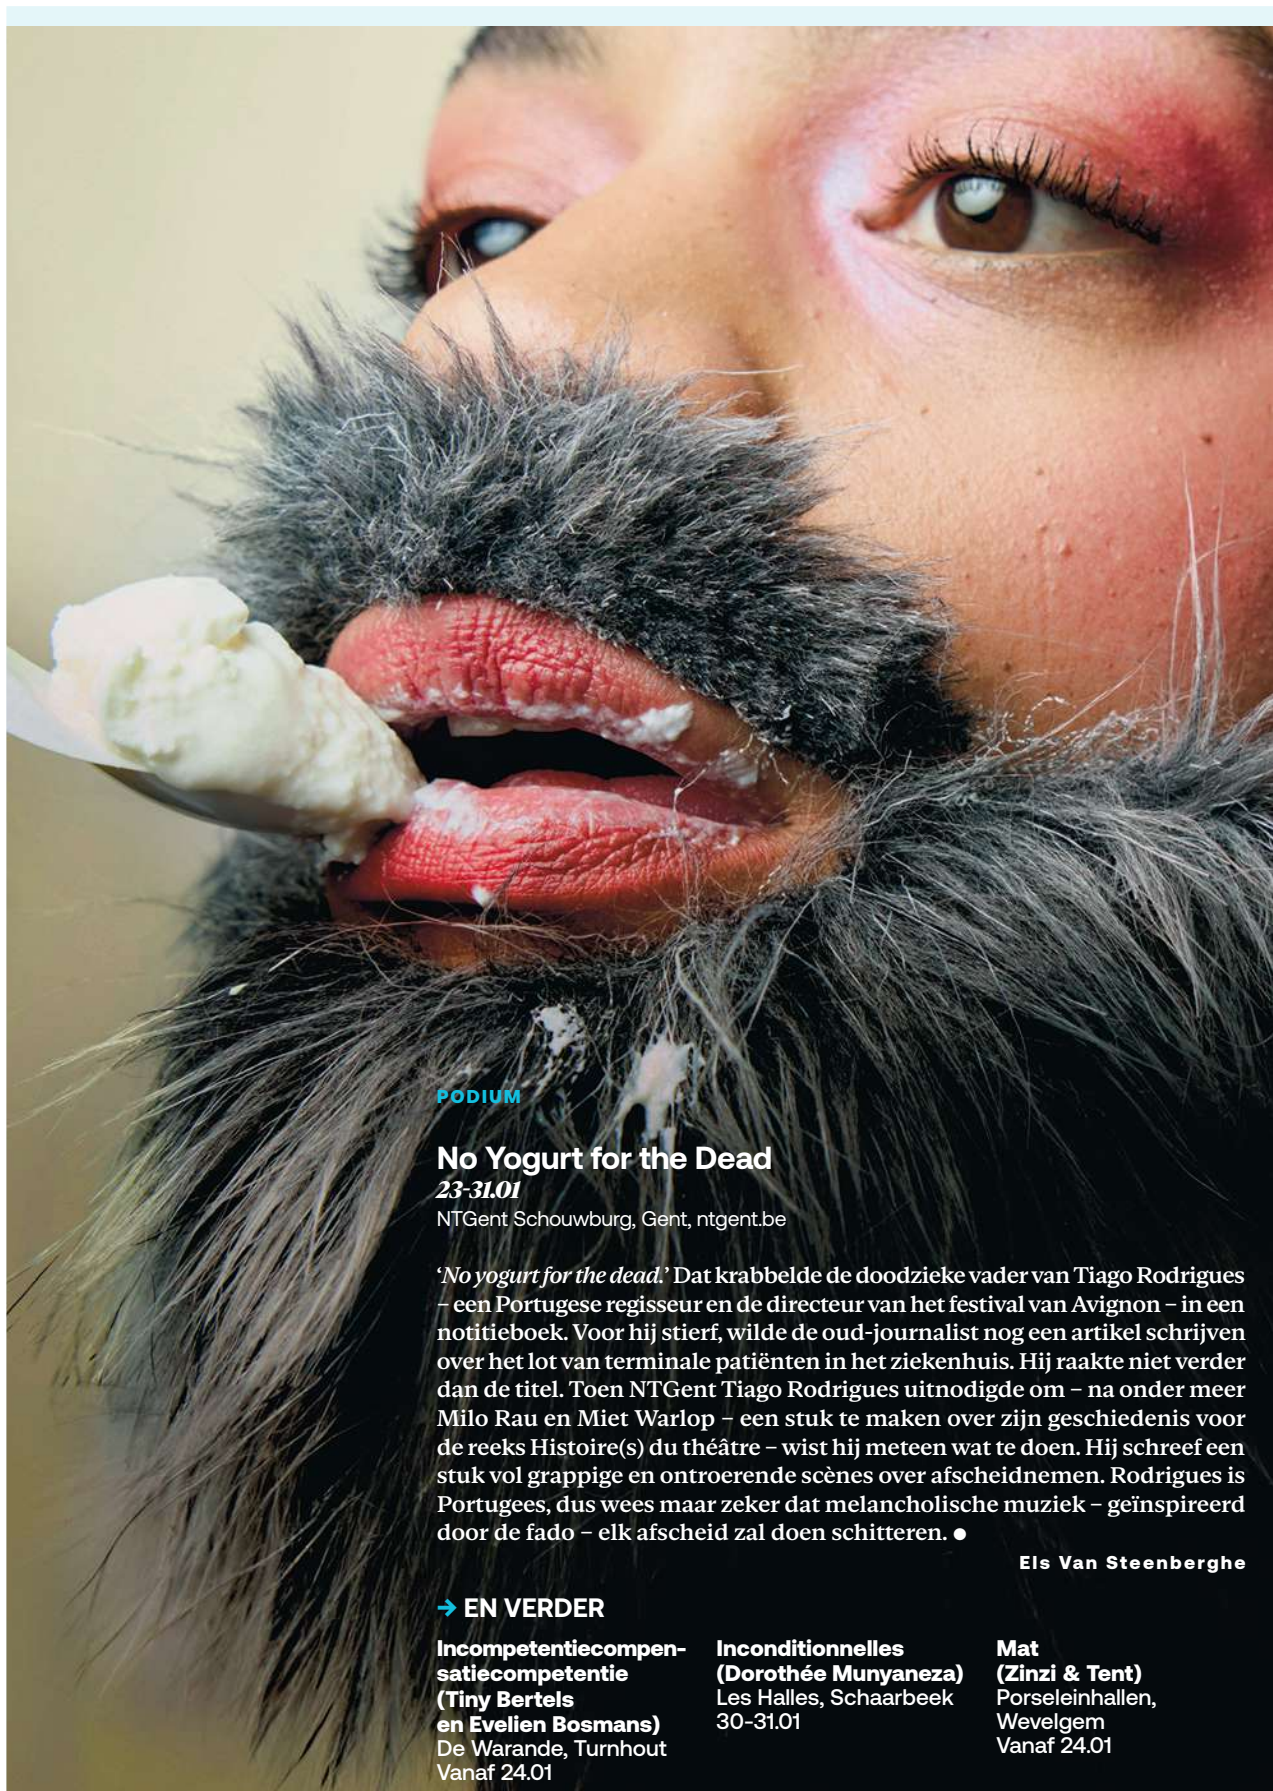 PODIUM
No Yogurt for the Dead
23-31.01
NTGent Schouwburg, Gent, ntgent.be
‘No yogurt for the dead.’ Dat krabbelde de doodzieke vader van Tiago Rodrigues
– een Portugese regisseur en de directeur van het festival van Avignon – in een
notitieboek. Voor hij stierf, wilde de oud-journalist nog een artikel schrijven
over het lot van terminale patiënten in het ziekenhuis. Hij raakte niet verder
dan de titel. Toen NTGent Tiago Rodrigues uitnodigde om – na onder meer
Milo Rau en Miet Warlop – een stuk te maken over zijn geschiedenis voor
de reeks Histoire(s) du théâtre – wist hij meteen wat te doen. Hij schreef een
stuk vol grappige en ontroerende scènes over afscheidnemen. Rodrigues is
Portugees, dus wees maar zeker dat melancholische muziek – geïnspireerd
door de fado – elk afscheid zal doen schitteren. ●
Els Van Steenberghe
→ EN VERDER
Incompetentiecompen-
satiecompetentie
(Tiny Bertels
en Evelien Bosmans)
De Warande, Turnhout
Vanaf 24.01
Inconditionnelles
(Dorothée Munyaneza)
Les Halles, Schaarbeek
30-31.01
Mat
(Zinzi & Tent)
Porseleinhallen,
Wevelgem
Vanaf 24.01